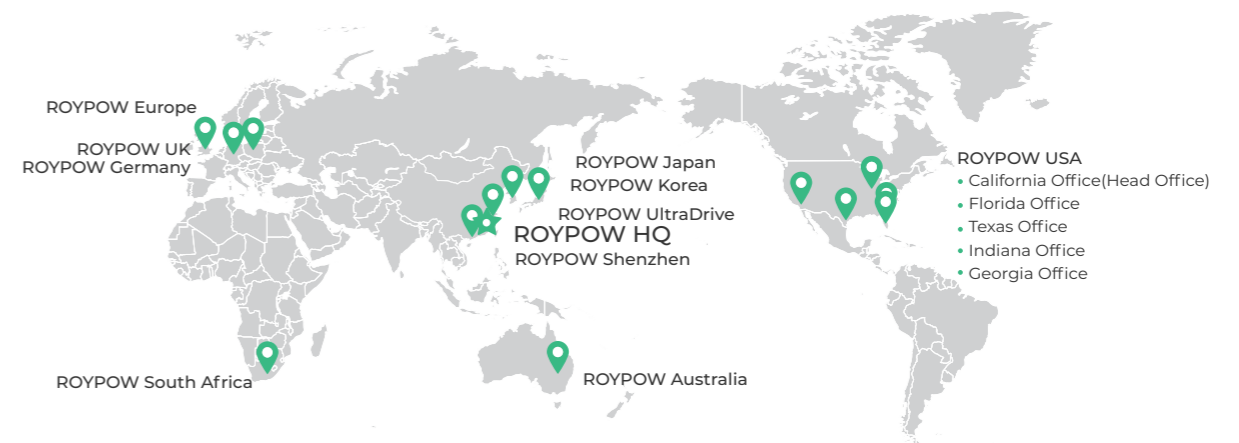 ROYPOW Europe
ROYPOW UK
ROYPOW Germany
ROYPOW South Africa
ROYPOW Japan
ROYPOW Korea
ROYPOW UltraDrive
ROYPOW HQ
ROYPOW Shenzhen
ROYPOW Australia
ROYPOW USA
• California Office(Head Office)
• Florida Office
• Texas Office
• Indiana Office
• Georgia Office